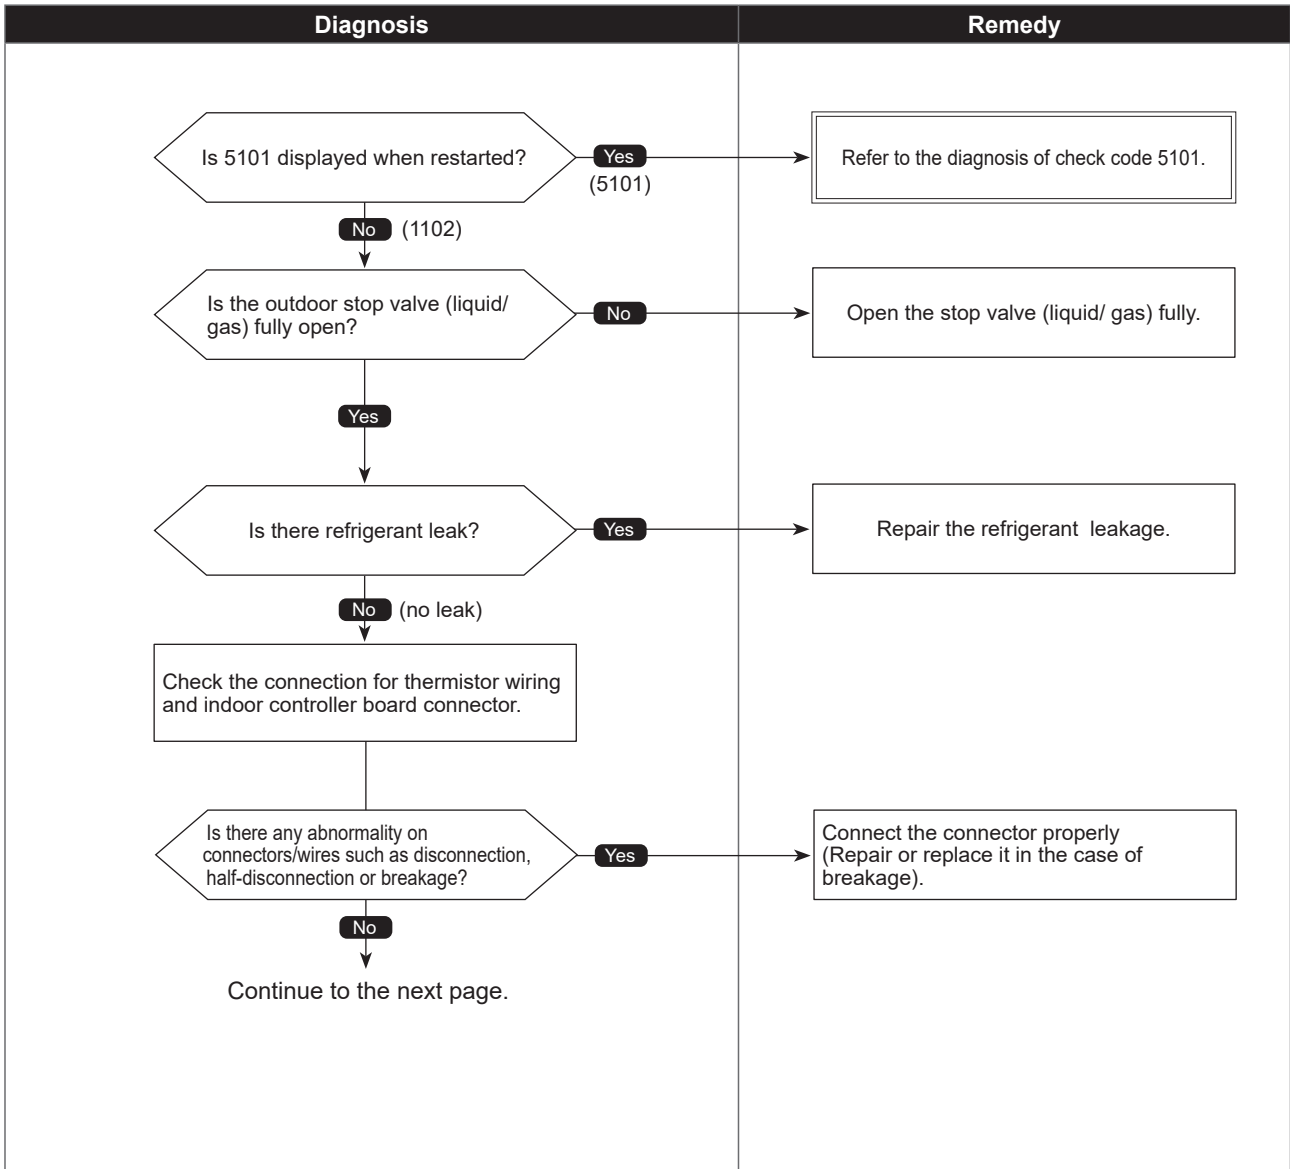 Diagnosis
Remedy
Is 5101 displayed when restarted?
Yes
(5101)
Refer to the diagnosis of check code 5101.
No (1102)
Is the outdoor stop valve (liquid/
gas) fully open?
No
Open the stop valve (liquid/ gas) fully.
Yes
Is there refrigerant leak?
Yes
Repair the refrigerant leakage.
No (no leak)
Check the connection for thermistor wiring
and indoor controller board connector.
Is there any abnormality on
connectors/wires such as disconnection,
half-disconnection or breakage?
Yes
Connect the connector properly
(Repair or replace it in the case of
breakage).
No
Continue to the next page.